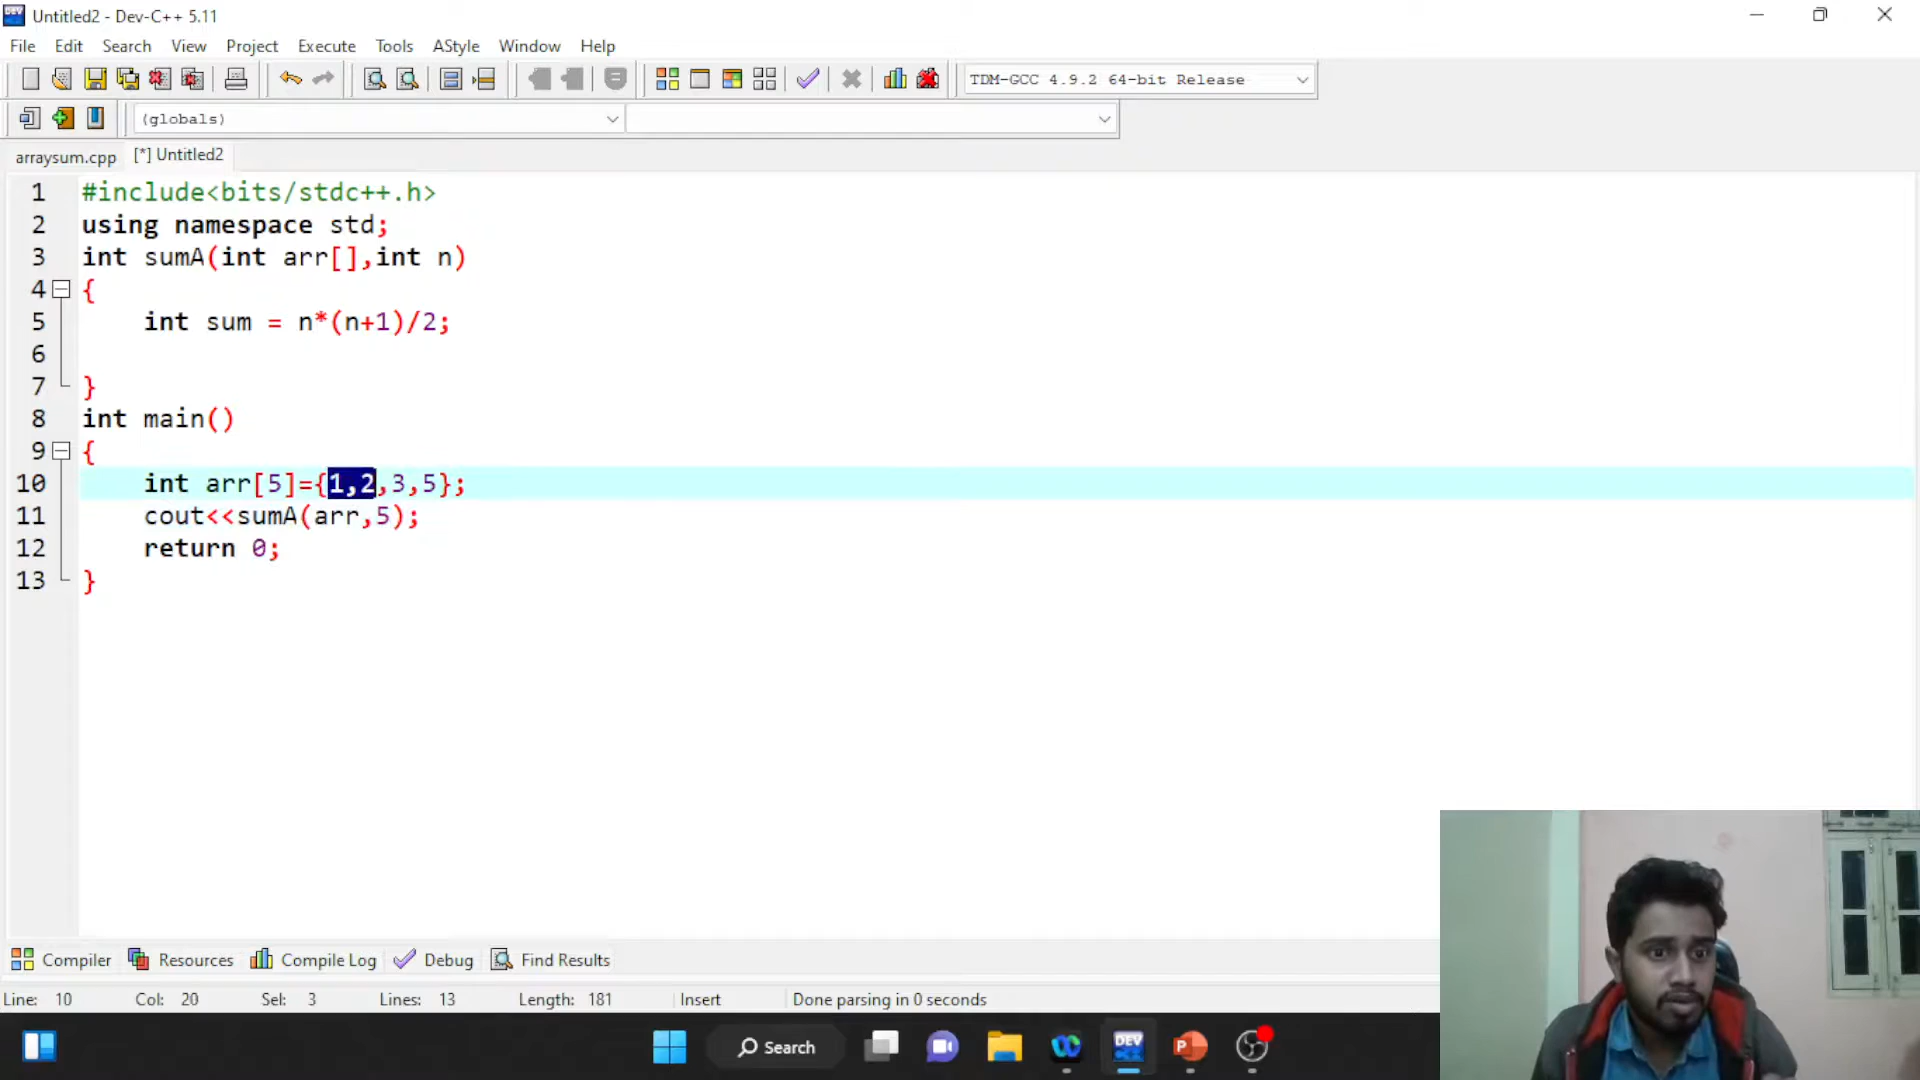 Untitled2 - Dev-C++ 5.11
File Edit Search View Project Execute Tools AStyle Window Help
TDM-GCC 4.9.2 64-bit Release
(globals)
arraysum.cpp [*] Untitled2
1 #include<bits/stdc++.h>
2 using namespace std;
3 int sumA(int arr[],int n)
4 {
5 int sum = n*(n+1)/2;
6
7 }
8 int main()
9 {
10 int arr[5]={1,2,3,5};
11 cout<<sumA(arr,5);
12 return 0;
13 }
Compiler Resources Compile Log Debug Find Results
Line: 10 Col: 20 Sel: 3 Lines: 13 Length: 181 Insert Done parsing in 0 seconds
Search